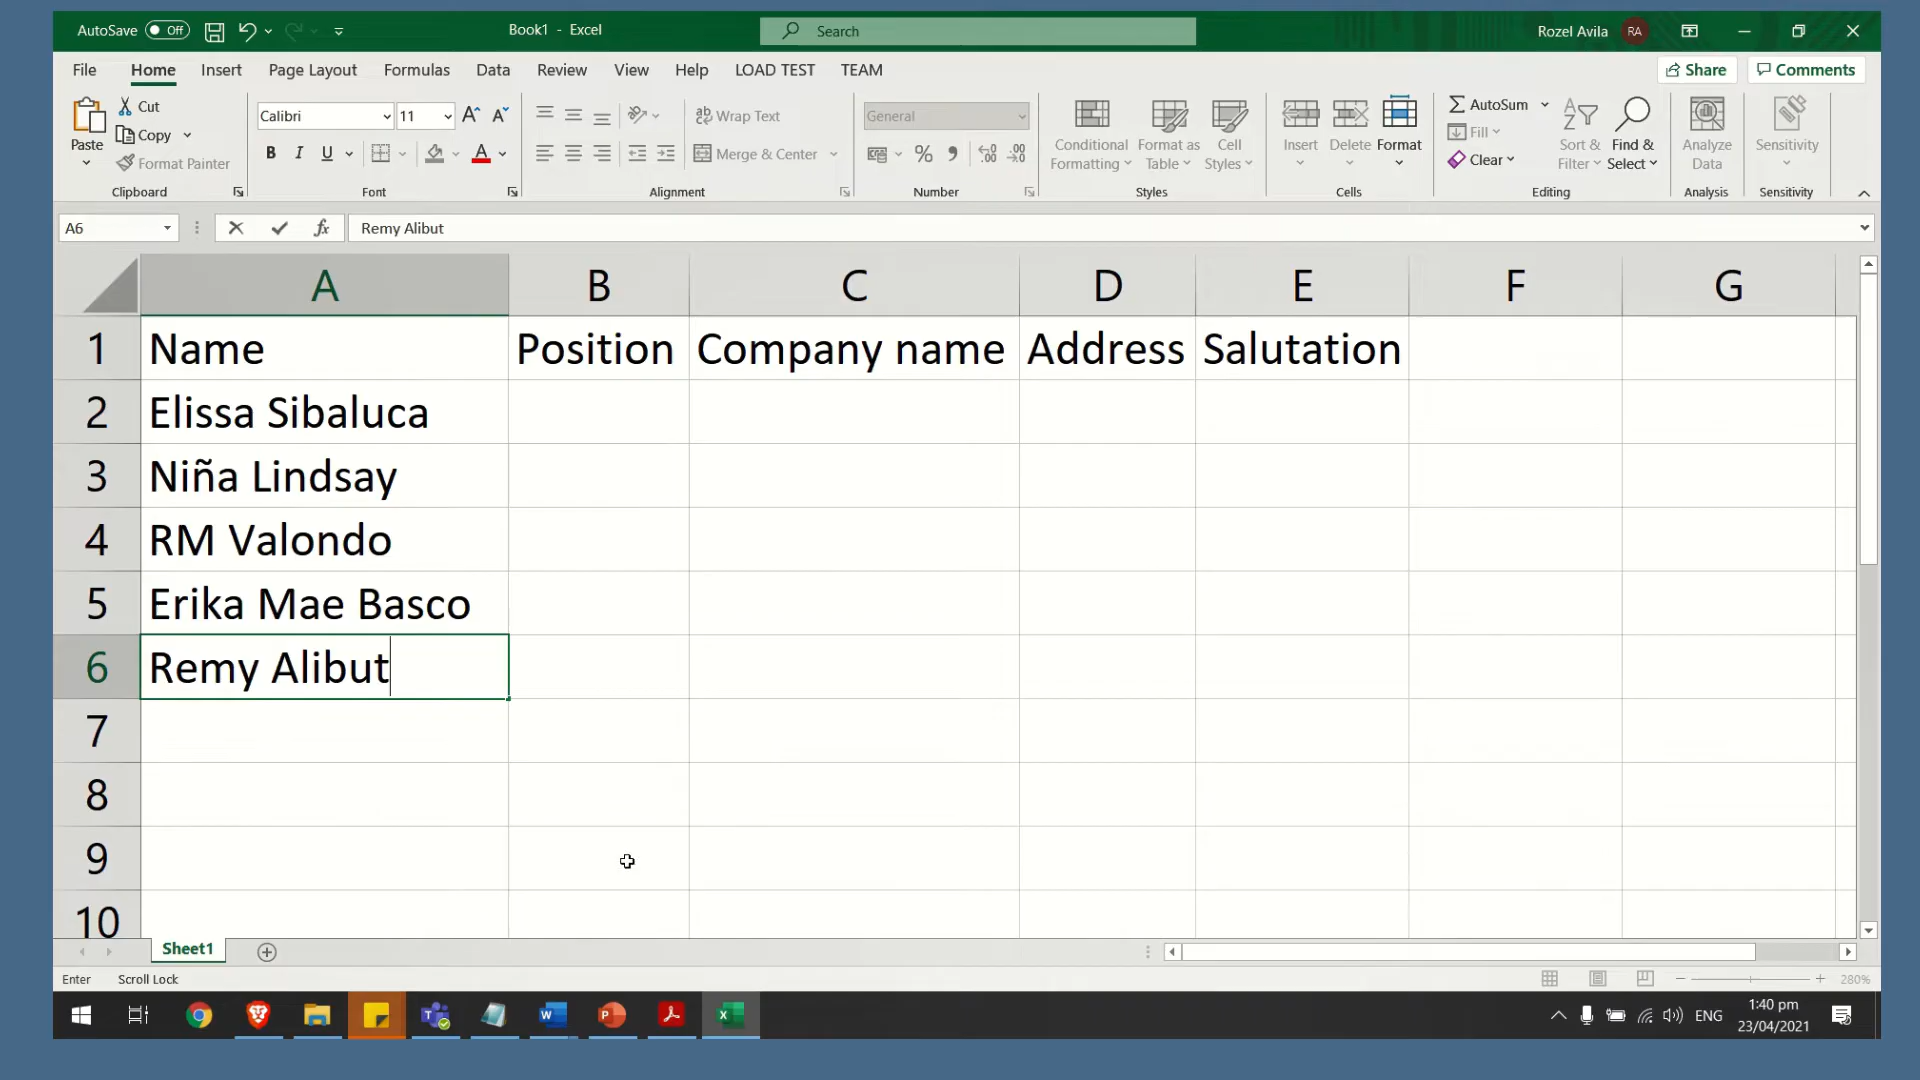 AutoSave Off Book1 - Excel Search Rozel Avila RA
File Home Insert Page Layout Formulas Data Review View Help LOAD TEST TEAM Share Comments
Paste Cut Copy Format Painter
Clipboard
Calibri 11
B I U
Font
Wrap Text
Merge & Center
Alignment
General
%
Number
Conditional Formatting
Format as Table
Cell Styles
Styles
Insert Delete Format
Cells
AutoSum
Fill
Clear
Sort & Filter
Find & Select
Editing
Analyze Data
Analysis
Sensitivity
Sensitivity
A6 fx Remy Alibut
A B C D E F G
1 Name Position Company name Address Salutation
2 Elissa Sibaluca
3 Niña Lindsay
4 RM Valondo
5 Erika Mae Basco
6 Remy Alibut
7
8
9
10
Sheet1
Enter Scroll Lock 280%
ENG 1:40 pm
23/04/2021